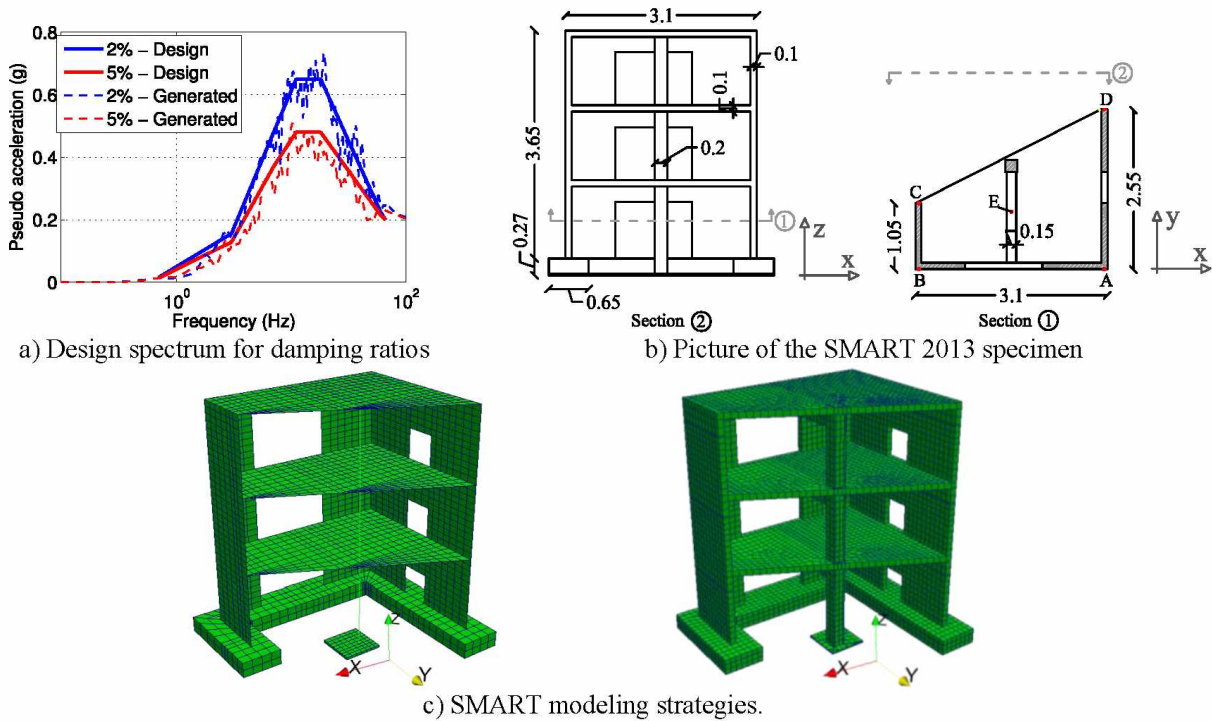 0.8
0.6
0.4
0.2
0
Pseudo acceleration (g)
2% – Design
5% – Design
2% – Generated
5% – Generated
10^0
10^2
Frequency (Hz)
a) Design spectrum for damping ratios
3.1
0.1
0.1
3.65
0.2
0.27
0.65
①
z
x
Section ②
②
D
C
E
0.15
1.05
2.55
B
A
3.1
y
x
Section ①
b) Picture of the SMART 2013 specimen
Z
X
Y
Z
X
Y
c) SMART modeling strategies.